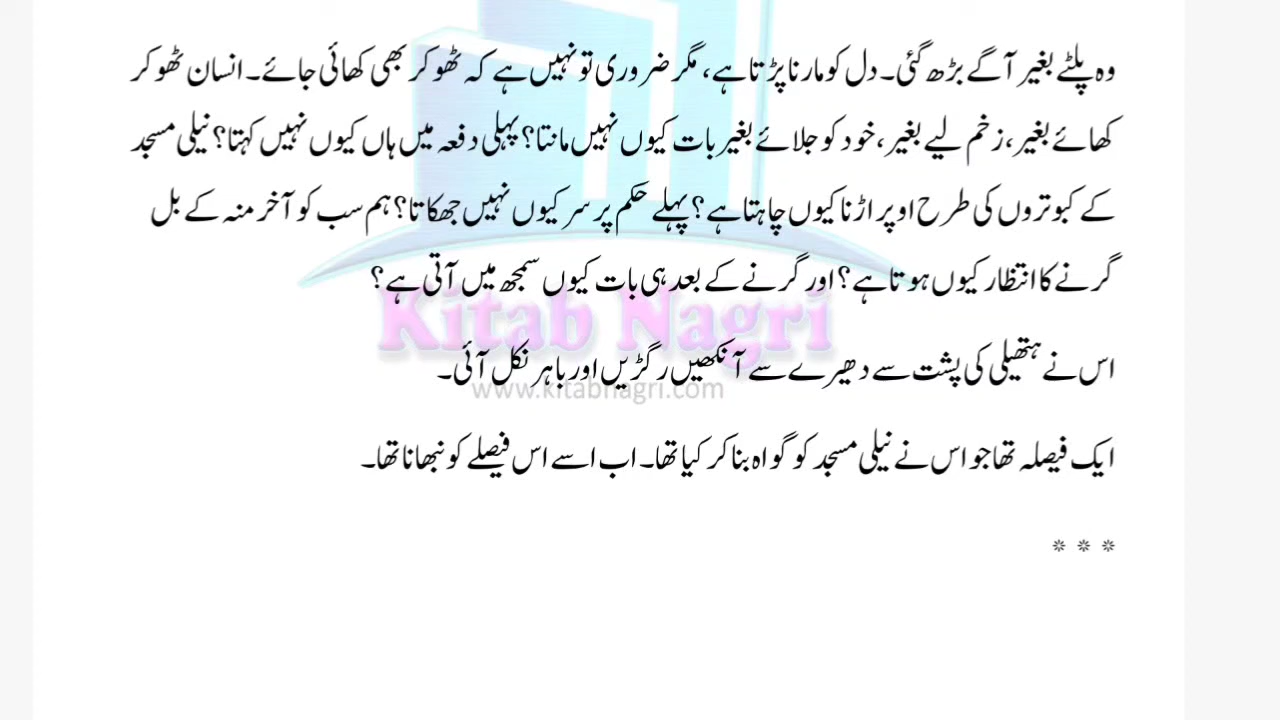 وہ پلٹے بغیر آگے بڑھ گئی۔ دل کو مارنا پڑتا ہے، مگر ضروری تو نہیں ہے کہ ٹھوکر بھی کھائی جائے۔ انسان ٹھوکر
کھائے بغیر، زخم لیے بغیر، خود کو جلائے بغیر بات کیوں نہیں مانتا؟ پہلی دفعہ میں ہاں کیوں نہیں کہتا؟ نیلی مسجد
کے کبوتروں کی طرح اوپر اڑنا کیوں چاہتا ہے؟ پہلے حکم پر سر کیوں نہیں جھکاتا؟ ہم سب کو آخر منہ کے بل
گرنے کا انتظار کیوں ہوتا ہے؟ اور گرنے کے بعد ہی بات کیوں سمجھ میں آتی ہے؟
Kitab Nagri
اس نے ہتھیلی کی پشت سے دھیرے سے آنکھیں رگڑیں اور باہر نکل آئی۔
www.kitabnagri.com
ایک فیصلہ تھا جو اس نے نیلی مسجد کو گواہ بنا کر کیا تھا۔ اب اسے اس فیصلے کو نبھانا تھا۔
* * *